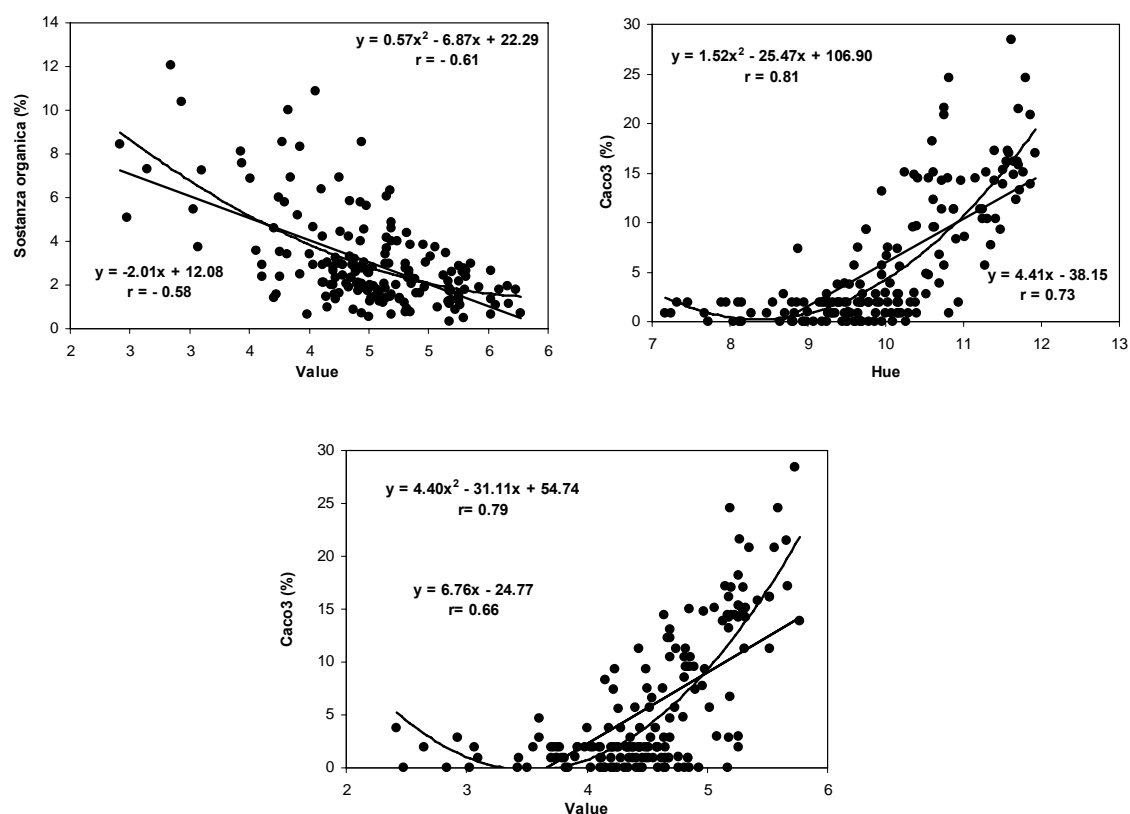 14
12
10
8
6
4
2
0
Sostanza organica (%)
y = 0.57x² - 6.87x + 22.29
r = - 0.61
y = -2.01x + 12.08
r = - 0.58
2 3 3 4 4 5 5 6 6
Value
30
25
20
15
10
5
0
Caco3 (%)
y = 1.52x² - 25.47x + 106.90
r = 0.81
y = 4.41x - 38.15
r = 0.73
7 8 9 10 11 12 13
Hue
30
25
20
15
10
5
0
Caco3 (%)
y = 4.40x² - 31.11x + 54.74
r= 0.79
y = 6.76x - 24.77
r= 0.66
2 3 4 5 6
Value